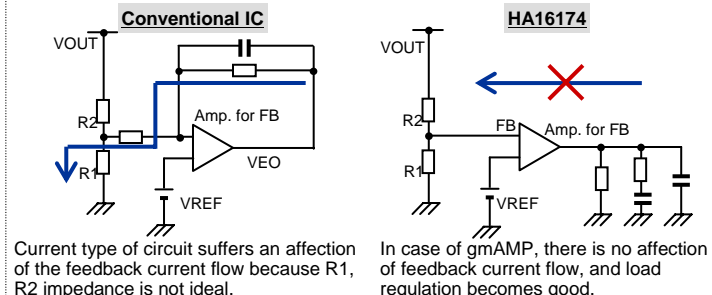 Conventional IC
VOUT
R2
Amp. for FB
R1
VEO
VREF
Current type of circuit suffers an affection
of the feedback current flow because R1,
R2 impedance is not ideal.
HA16174
VOUT
R2
FB
Amp. for FB
R1
VREF
In case of gmAMP, there is no affection
of feedback current flow, and load
regulation becomes good.